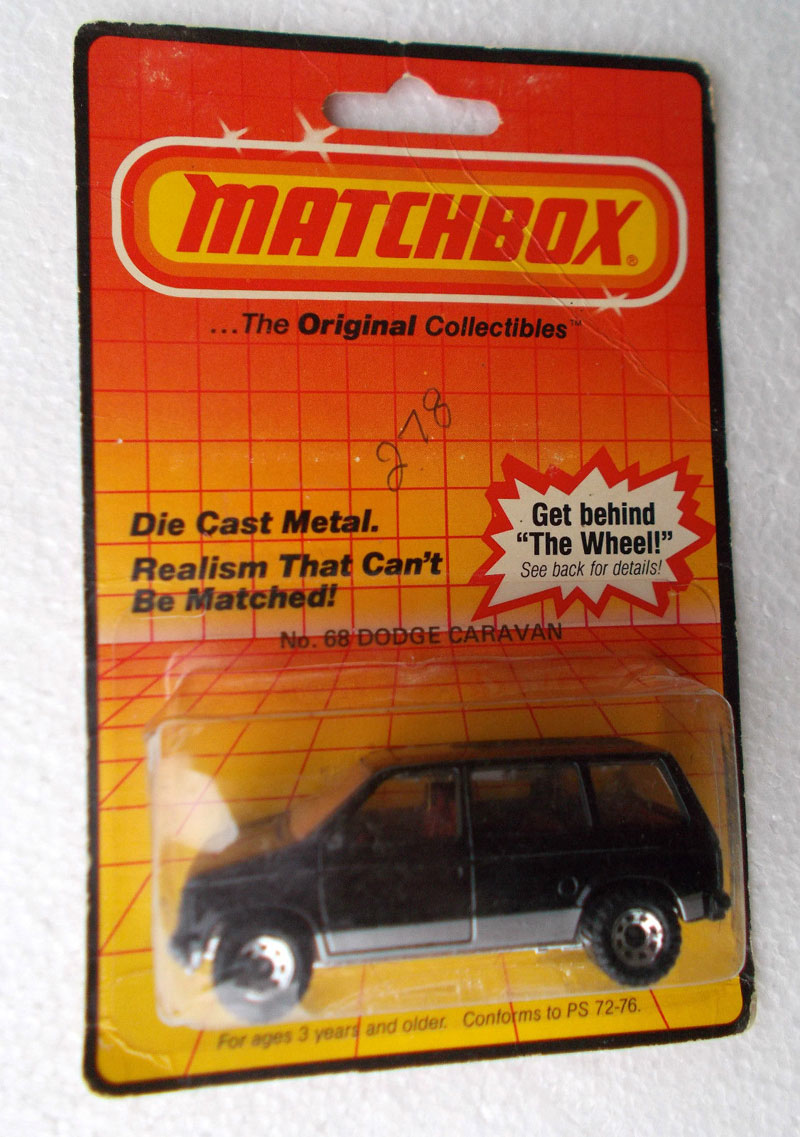 MATCHBOX®
...The Original Collectibles™
278
Die Cast Metal.
Realism That Can't
Be Matched!
Get behind
"The Wheel!"
See back for details!
No. 68 DODGE CARAVAN
For ages 3 years and older. Conforms to PS 72-76.